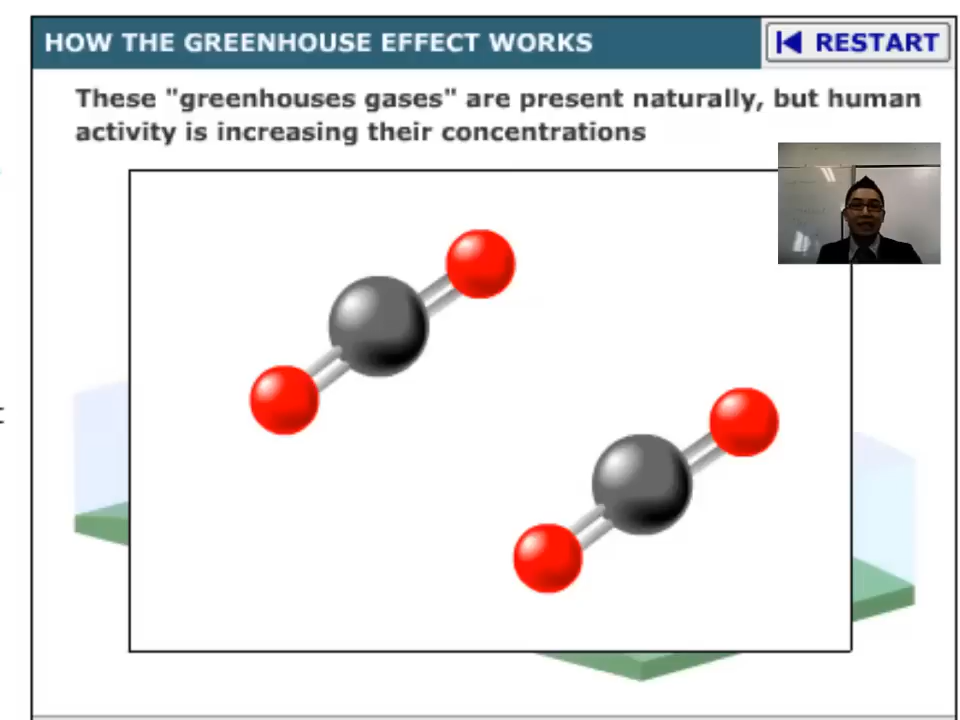 HOW THE GREENHOUSE EFFECT WORKS
RESTART
These "greenhouses gases" are present naturally, but human
activity is increasing their concentrations